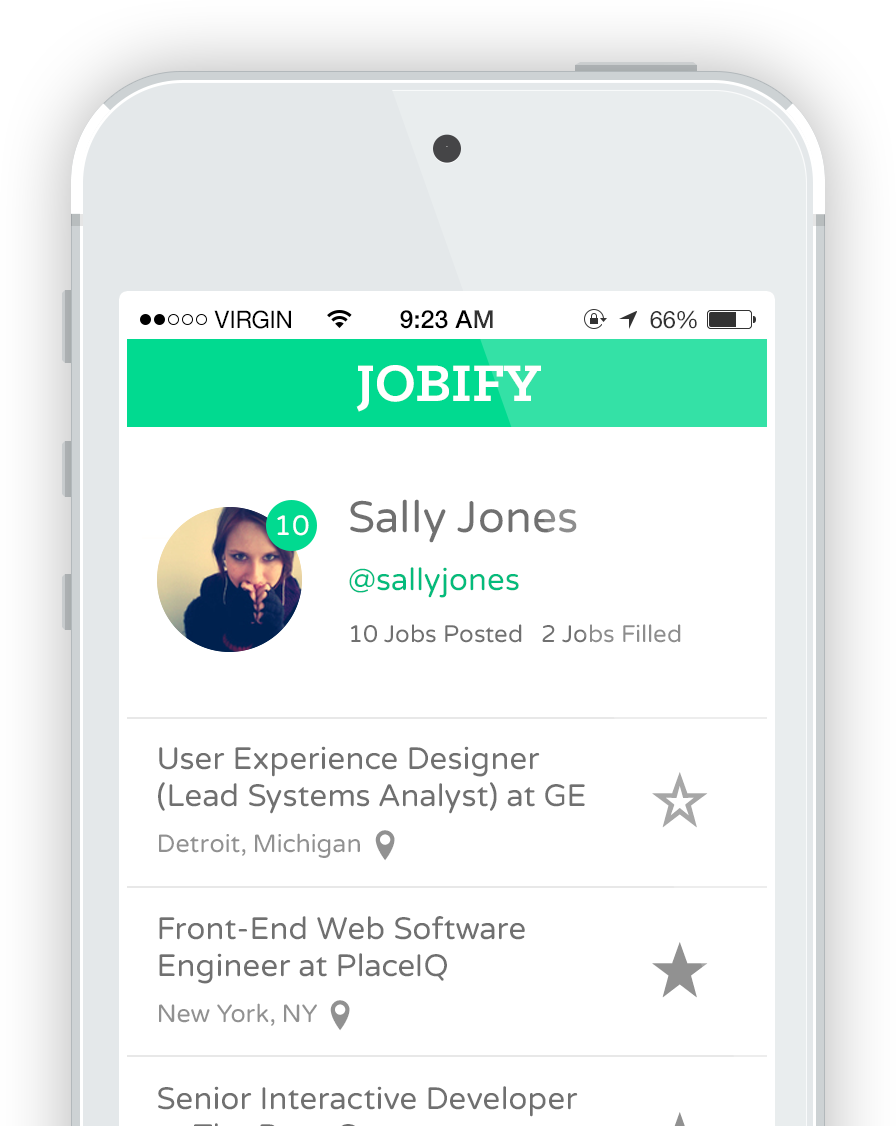 VIRGIN 9:23 AM 66%
JOBIFY
10
Sally Jones
@sallyjones
10 Jobs Posted 2 Jobs Filled
User Experience Designer
(Lead Systems Analyst) at GE
Detroit, Michigan
Front-End Web Software
Engineer at PlaceIQ
New York, NY
Senior Interactive Developer